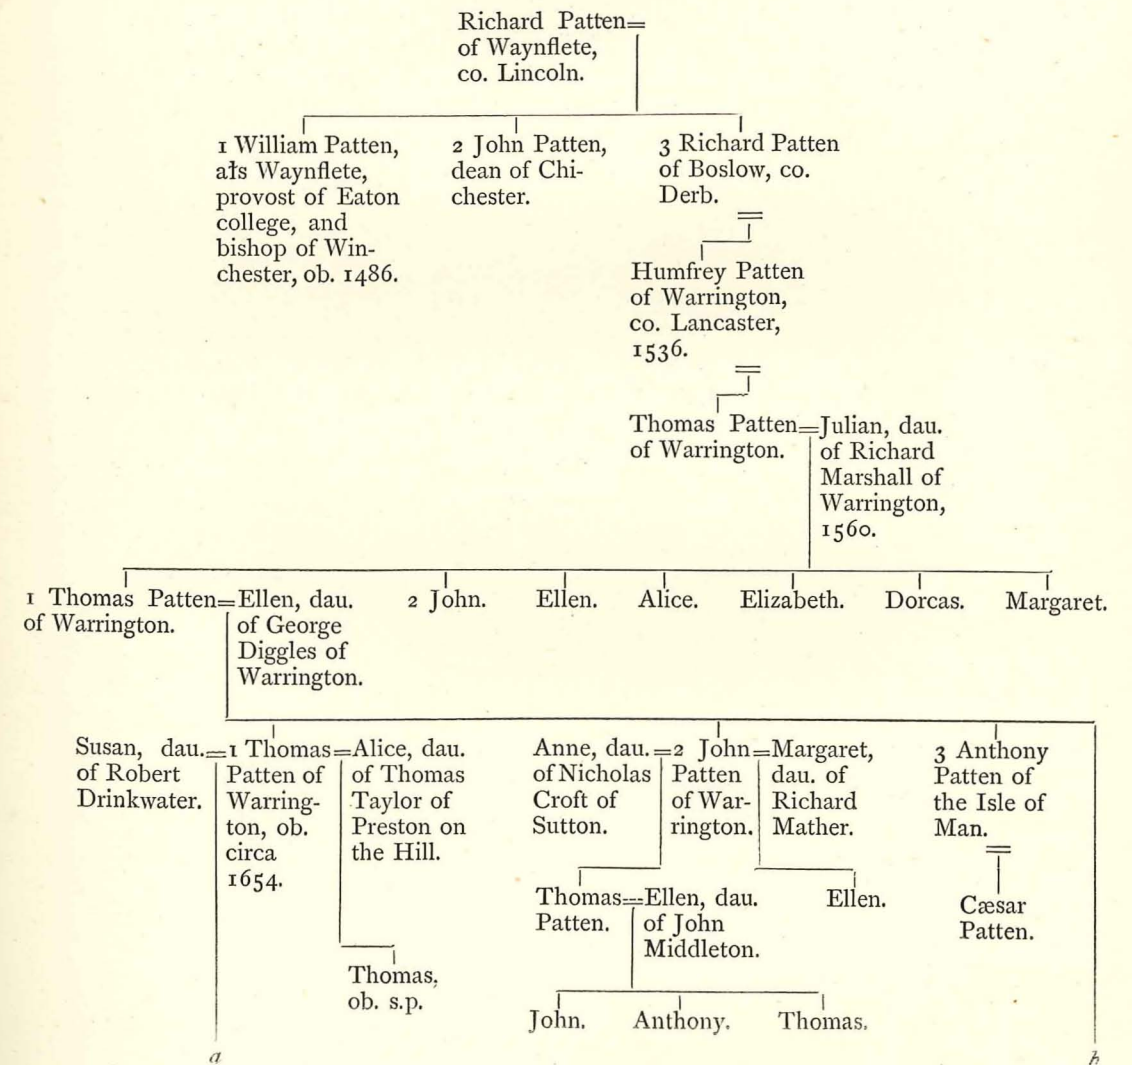 Richard Patten=
of Waynflete,
co. Lincoln.
1 William Patten,
als Waynflete,
provost of Eaton
college, and
bishop of Win-
chester, ob. 1486.
2 John Patten,
dean of Chi-
chester.
3 Richard Patten
of Boslow, co.
Derb.
=
Humfrey Patten
of Warrington,
co. Lancaster,
1536.
=
Thomas Patten=Julian, dau.
of Warrington.
of Richard
Marshall of
Warrington,
1560.
1 Thomas Patten=Ellen, dau.
of Warrington.
of George
Diggles of
Warrington.
2 John.
Ellen.
Alice.
Elizabeth.
Dorcas.
Margaret.
Susan, dau.=1 Thomas=Alice, dau.
of Robert
Drinkwater.
Patten of
Warring-
ton, ob.
circa
1654.
of Thomas
Taylor of
Preston on
the Hill.
Anne, dau.=2 John=Margaret,
of Nicholas
Croft of
Sutton.
Patten
of War-
rington.
dau. of
Richard
Mather.
3 Anthony
Patten of
the Isle of
Man.
=
Thomas=Ellen, dau.
Patten.
of John
Middleton.
Ellen.
Cæsar
Patten.
Thomas,
ob. s.p.
John.
Anthony.
Thomas.
a
b